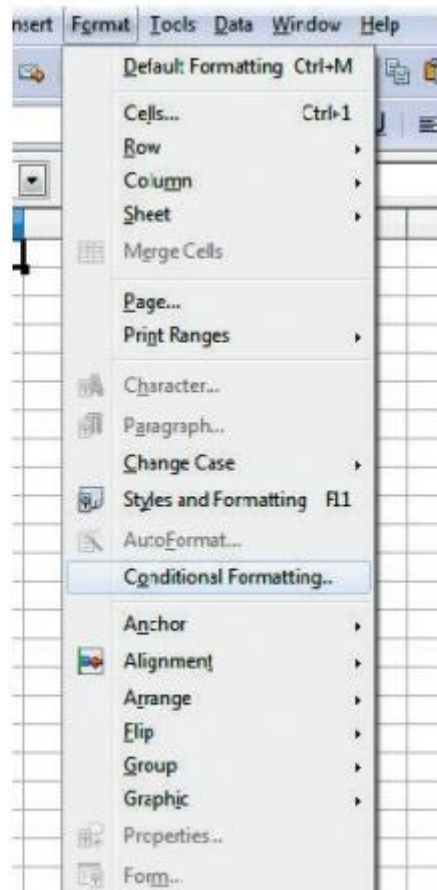 nsert Format Tools Data Window Help
Default Formatting Ctrl+M
Cells... Ctrl+1
Row
Column
Sheet
Merge Cells
Page...
Print Ranges
Character...
Paragraph...
Change Case
Styles and Formatting F11
AutoFormat...
Conditional Formatting...
Anchor
Alignment
Arrange
Flip
Group
Graphic
Properties...
Form...